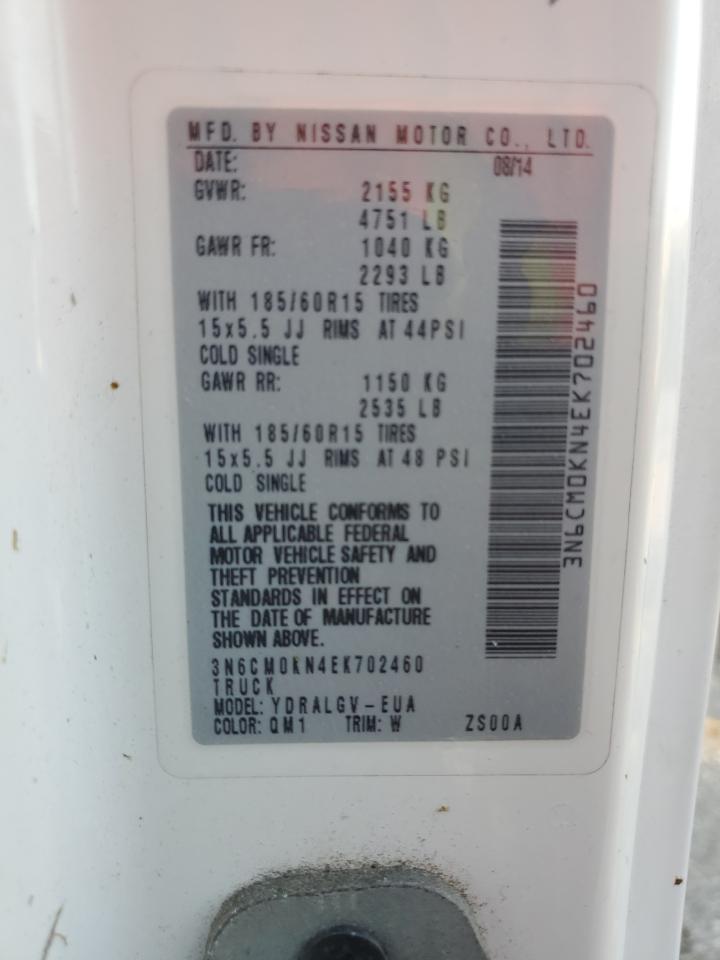 MFD. BY NISSAN MOTOR CO., LTD.
DATE: 08/14
GVWR: 2155 KG
4751 LB
GAWR FR: 1040 KG
2293 LB
WITH 185/60R15 TIRES
15x5.5 JJ RIMS AT 44PSI
COLD SINGLE
GAWR RR: 1150 KG
2535 LB
WITH 185/60R15 TIRES
15x5.5 JJ RIMS AT 48 PSI
COLD SINGLE
THIS VEHICLE CONFORMS TO
ALL APPLICABLE FEDERAL
MOTOR VEHICLE SAFETY AND
THEFT PREVENTION
STANDARDS IN EFFECT ON
THE DATE OF MANUFACTURE
SHOWN ABOVE.
3N6CM0KN4EK702460
TRUCK
MODEL: YDRALGV-EUA
COLOR: QM1 TRIM: W ZS00A
3N6CM0KN4EK702460